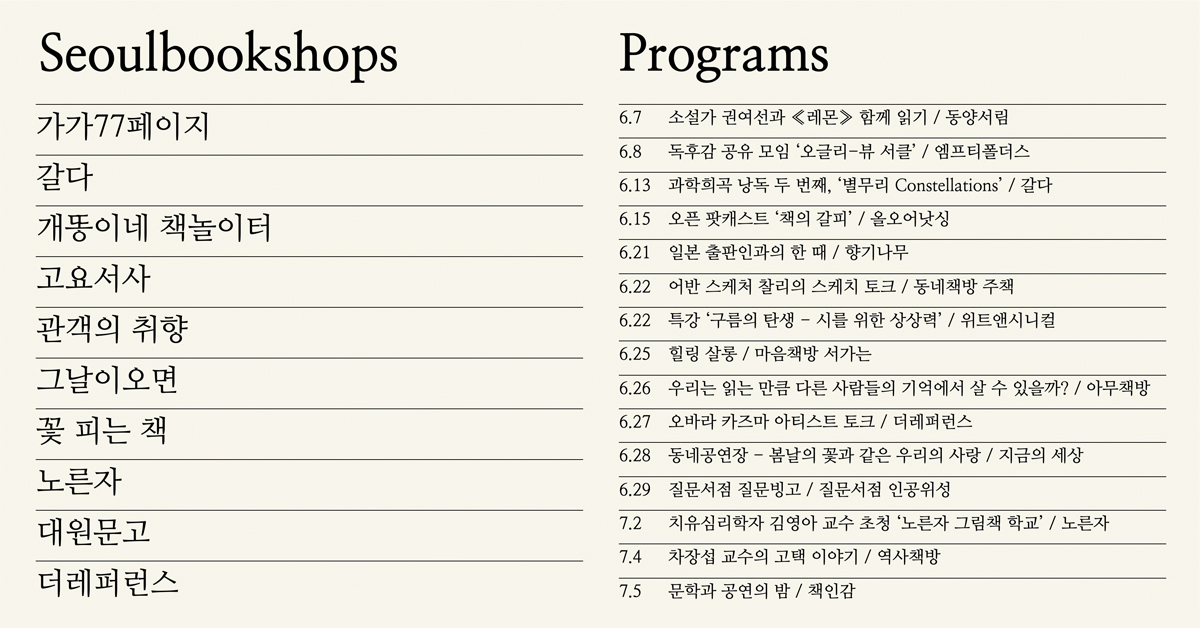 Seoulbookshops
가가77페이지
갈다
개똥이네 책놀이터
고요서사
관객의 취향
그날이오면
꽃 피는 책
노른자
대원문고
더레퍼런스
Programs
6.7 소설가 권여선과 《레몬》 함께 읽기 / 동양서림
6.8 독후감 공유 모임 ‘오글리–뷰 서클’ / 엠프티폴더스
6.13 과학희곡 낭독 두 번째, ‘별무리 Constellations’ / 갈다
6.15 오픈 팟캐스트 ‘책의 갈피’ / 올오어낫싱
6.21 일본 출판인과의 한 때 / 향기나무
6.22 어반 스케처 찰리의 스케치 토크 / 동네책방 주책
6.22 특강 ‘구름의 탄생 – 시를 위한 상상력’ / 위트앤시니컬
6.25 힐링 살롱 / 마음책방 서가는
6.26 우리는 읽는 만큼 다른 사람들의 기억에서 살 수 있을까? / 아무책방
6.27 오바라 카즈마 아티스트 토크 / 더레퍼런스
6.28 동네공연장 – 봄날의 꽃과 같은 우리의 사랑 / 지금의 세상
6.29 질문서점 질문빙고 / 질문서점 인공위성
7.2 치유심리학자 김영아 교수 초청 ‘노른자 그림책 학교’ / 노른자
7.4 차장섭 교수의 고택 이야기 / 역사책방
7.5 문학과 공연의 밤 / 책인감